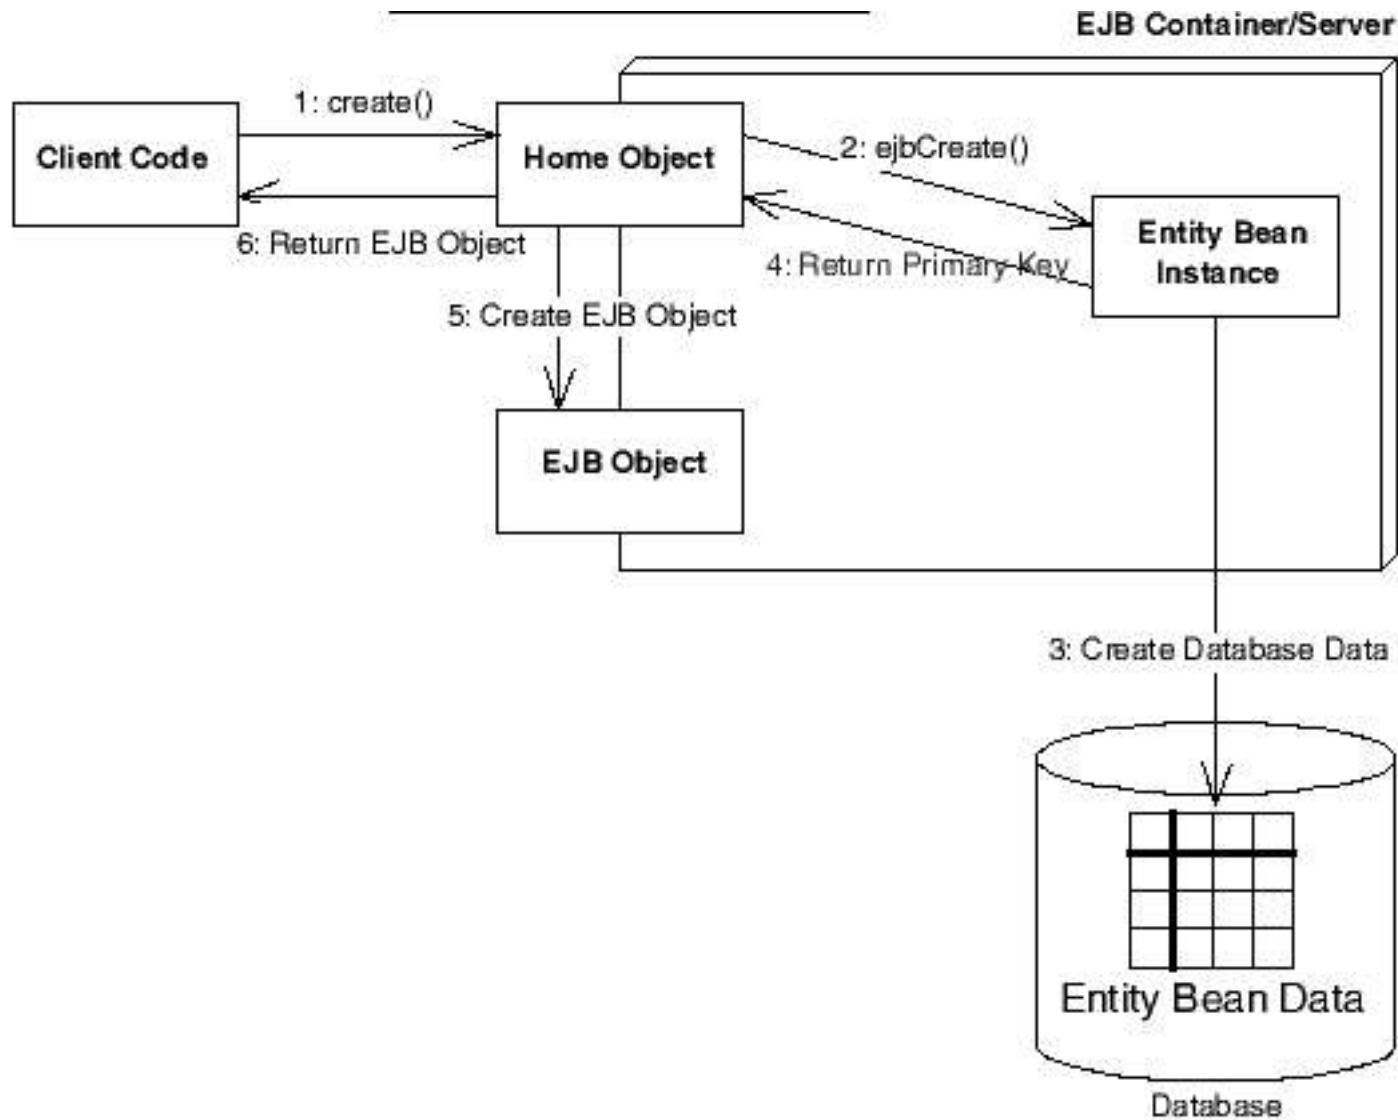 EJB Container/Server
1: create()
Client Code
Home Object
2: ejbCreate()
6: Return EJB Object
4: Return Primary Key
Entity Bean
Instance
5: Create EJB Object
EJB Object
3: Create Database Data
Entity Bean Data
Database